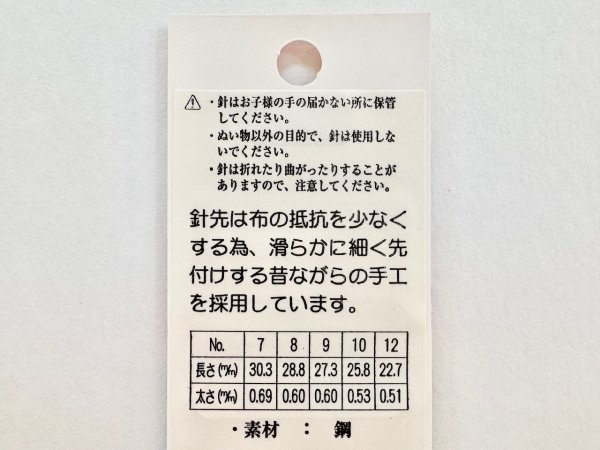 ・針はお子様の手の届かない所に保管
してください。
・ぬい物以外の目的で、針は使用しな
いでください。
・針は折れたり曲がったりすることが
ありますので、注意してください。
針先は布の抵抗を少なく
する為、滑らかに細く先
付けする昔ながらの手工
を採用しています。
No. 7 8 9 10 12
長さ(㎜) 30.3 28.8 27.3 25.8 22.7
太さ(㎜) 0.69 0.60 0.60 0.53 0.51
・素材 : 鋼